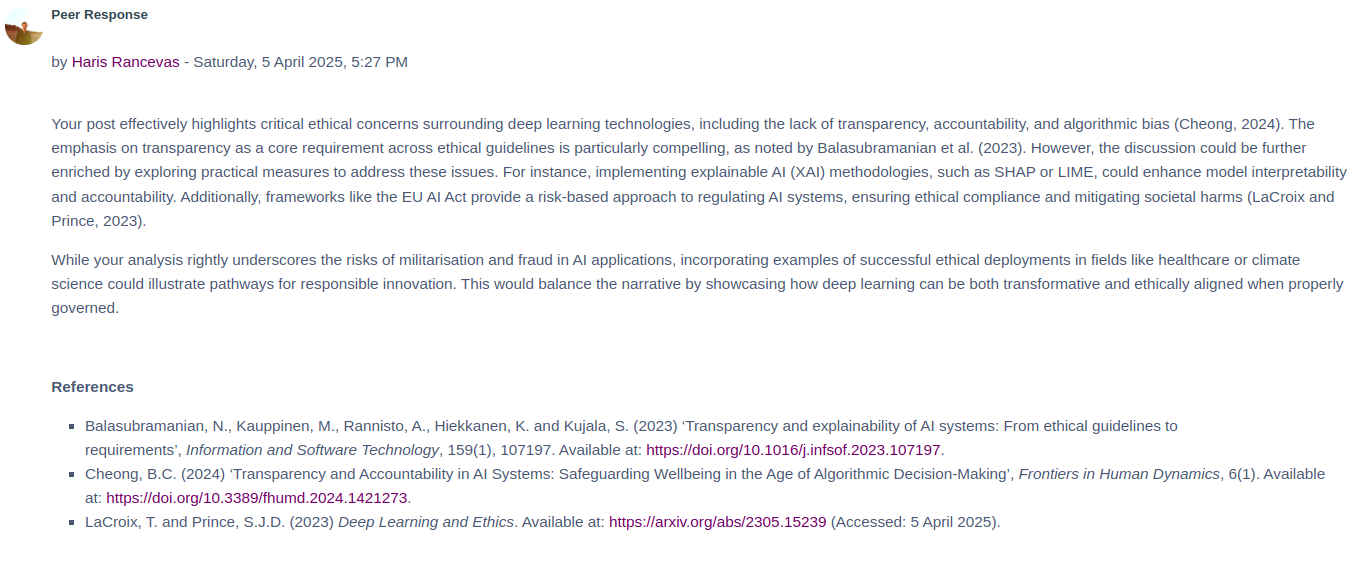 Peer Response
by Haris Rancevas - Saturday, 5 April 2025, 5:27 PM
Your post effectively highlights critical ethical concerns surrounding deep learning technologies, including the lack of transparency, accountability, and algorithmic bias (Cheong, 2024). The
emphasis on transparency as a core requirement across ethical guidelines is particularly compelling, as noted by Balasubramanian et al. (2023). However, the discussion could be further
enriched by exploring practical measures to address these issues. For instance, implementing explainable AI (XAI) methodologies, such as SHAP or LIME, could enhance model interpretability
and accountability. Additionally, frameworks like the EU AI Act provide a risk-based approach to regulating AI systems, ensuring ethical compliance and mitigating societal harms (LaCroix and
Prince, 2023).
While your analysis rightly underscores the risks of militarisation and fraud in AI applications, incorporating examples of successful ethical deployments in fields like healthcare or climate
science could illustrate pathways for responsible innovation. This would balance the narrative by showcasing how deep learning can be both transformative and ethically aligned when properly
governed.
References
▪ Balasubramanian, N., Kauppinen, M., Rannisto, A., Hiekkanen, K. and Kujala, S. (2023) ‘Transparency and explainability of AI systems: From ethical guidelines to
requirements’, Information and Software Technology, 159(1), 107197. Available at: https://doi.org/10.1016/j.infsof.2023.107197.
▪ Cheong, B.C. (2024) ‘Transparency and Accountability in AI Systems: Safeguarding Wellbeing in the Age of Algorithmic Decision-Making’, Frontiers in Human Dynamics, 6(1). Available
at: https://doi.org/10.3389/fhumd.2024.1421273.
▪ LaCroix, T. and Prince, S.J.D. (2023) Deep Learning and Ethics. Available at: https://arxiv.org/abs/2305.15239 (Accessed: 5 April 2025).